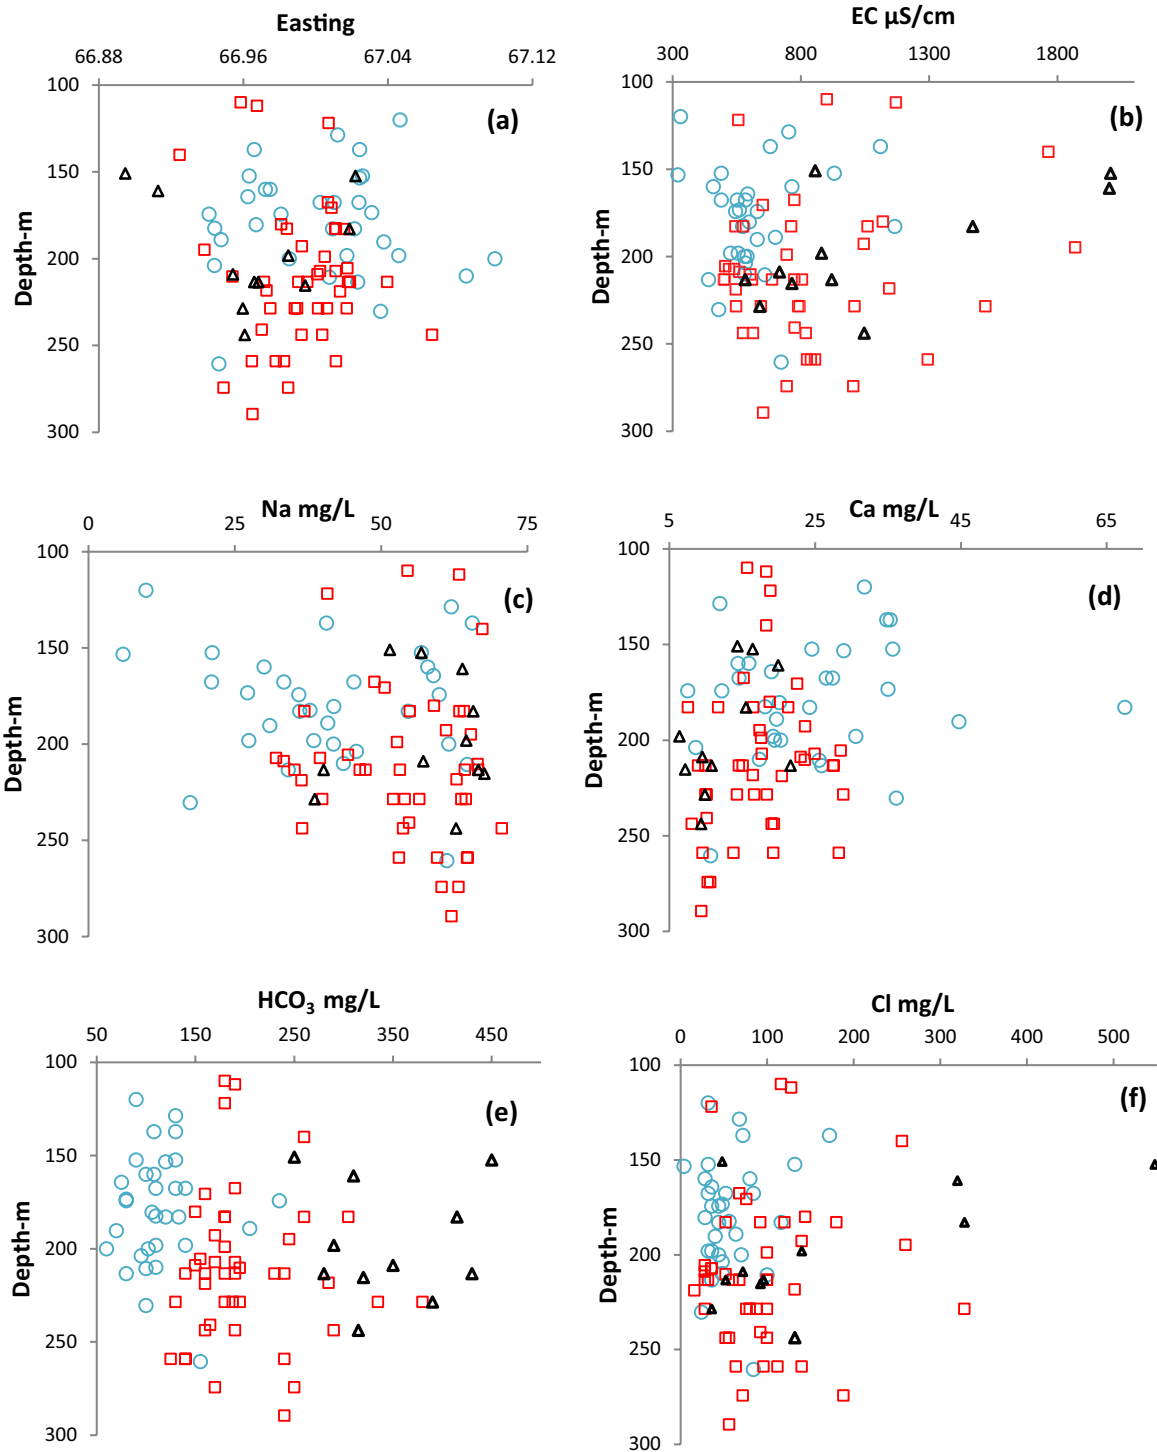 Easting
66.88 66.96 67.04 67.12
100
150
200
250
300
Depth-m
(a)
EC µS/cm
300 800 1300 1800
100
150
200
250
300
Depth-m
(b)
Na mg/L
0 25 50 75
100
150
200
250
300
Depth-m
(c)
Ca mg/L
5 25 45 65
100
150
200
250
300
Depth-m
(d)
HCO₃ mg/L
50 150 250 350 450
100
150
200
250
300
Depth-m
(e)
Cl mg/L
0 100 200 300 400 500
100
150
200
250
300
Depth-m
(f)